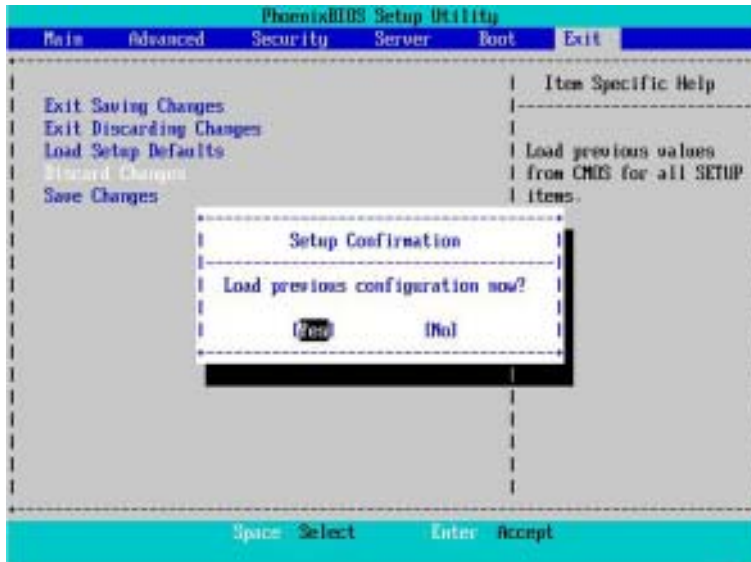 PhoenixBIOS Setup Utility
Main Advanced Security Server Boot Exit
Item Specific Help
Exit Saving Changes
Exit Discarding Changes
Load Setup Defaults
Discard Changes
Save Changes
Load previous values
from CMOS for all SETUP
items.
Setup Confirmation
Load previous configuration now?
[Yes] [No]
Space Select Enter Accept